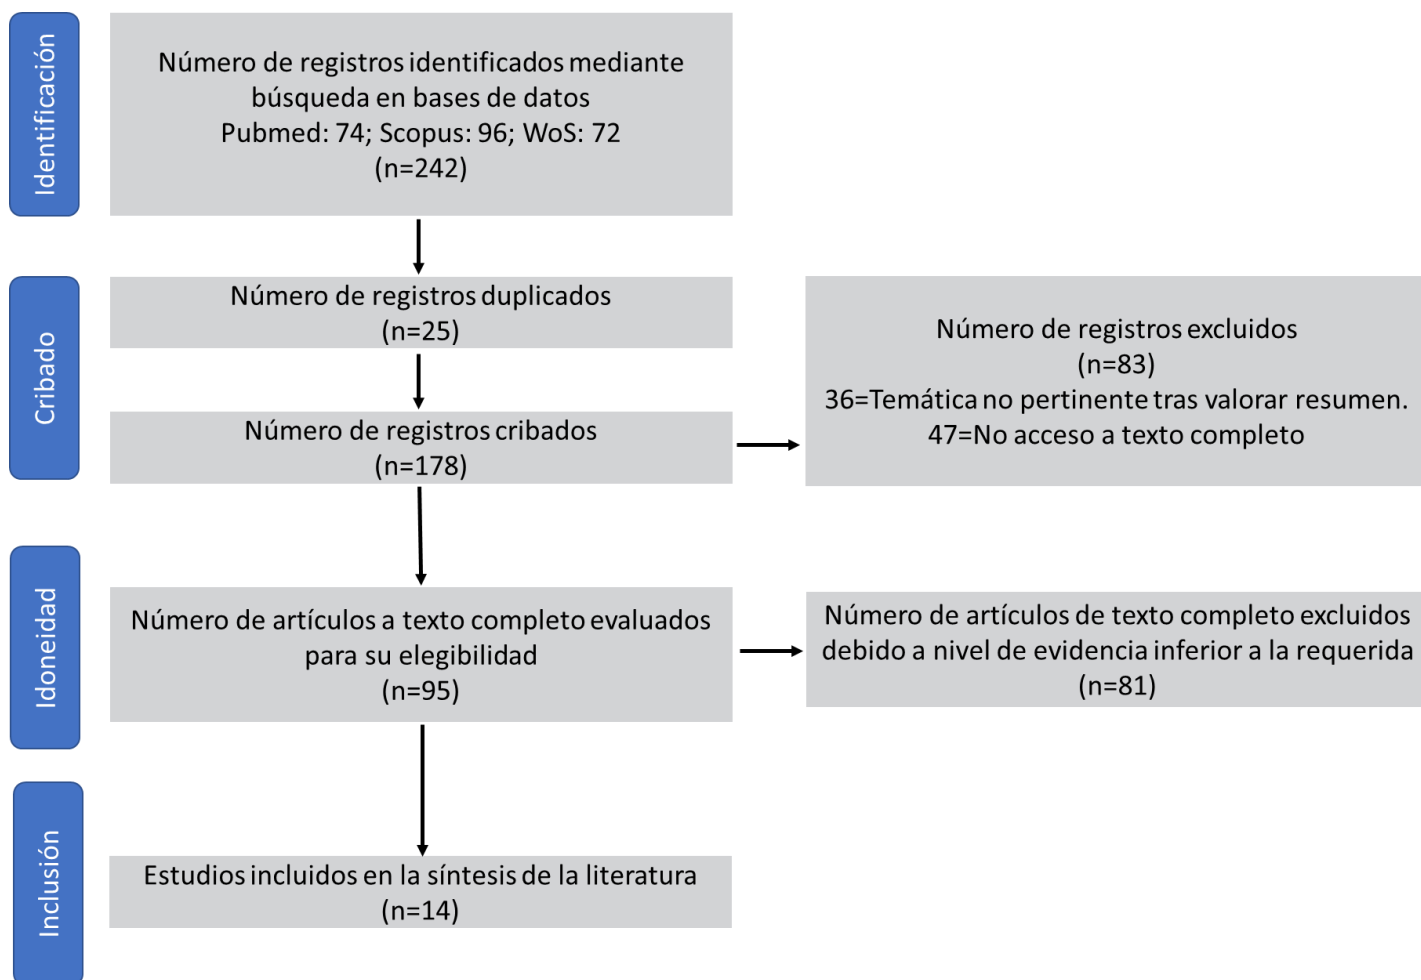 Identificación
Número de registros identificados mediante
búsqueda en bases de datos
Pubmed: 74; Scopus: 96; WoS: 72
(n=242)
Cribado
Número de registros duplicados
(n=25)
Número de registros cribados
(n=178)
Número de registros excluidos
(n=83)
36=Temática no pertinente tras valorar resumen.
47=No acceso a texto completo
Idoneidad
Número de artículos a texto completo evaluados
para su elegibilidad
(n=95)
Número de artículos de texto completo excluidos
debido a nivel de evidencia inferior a la requerida
(n=81)
Inclusión
Estudios incluidos en la síntesis de la literatura
(n=14)